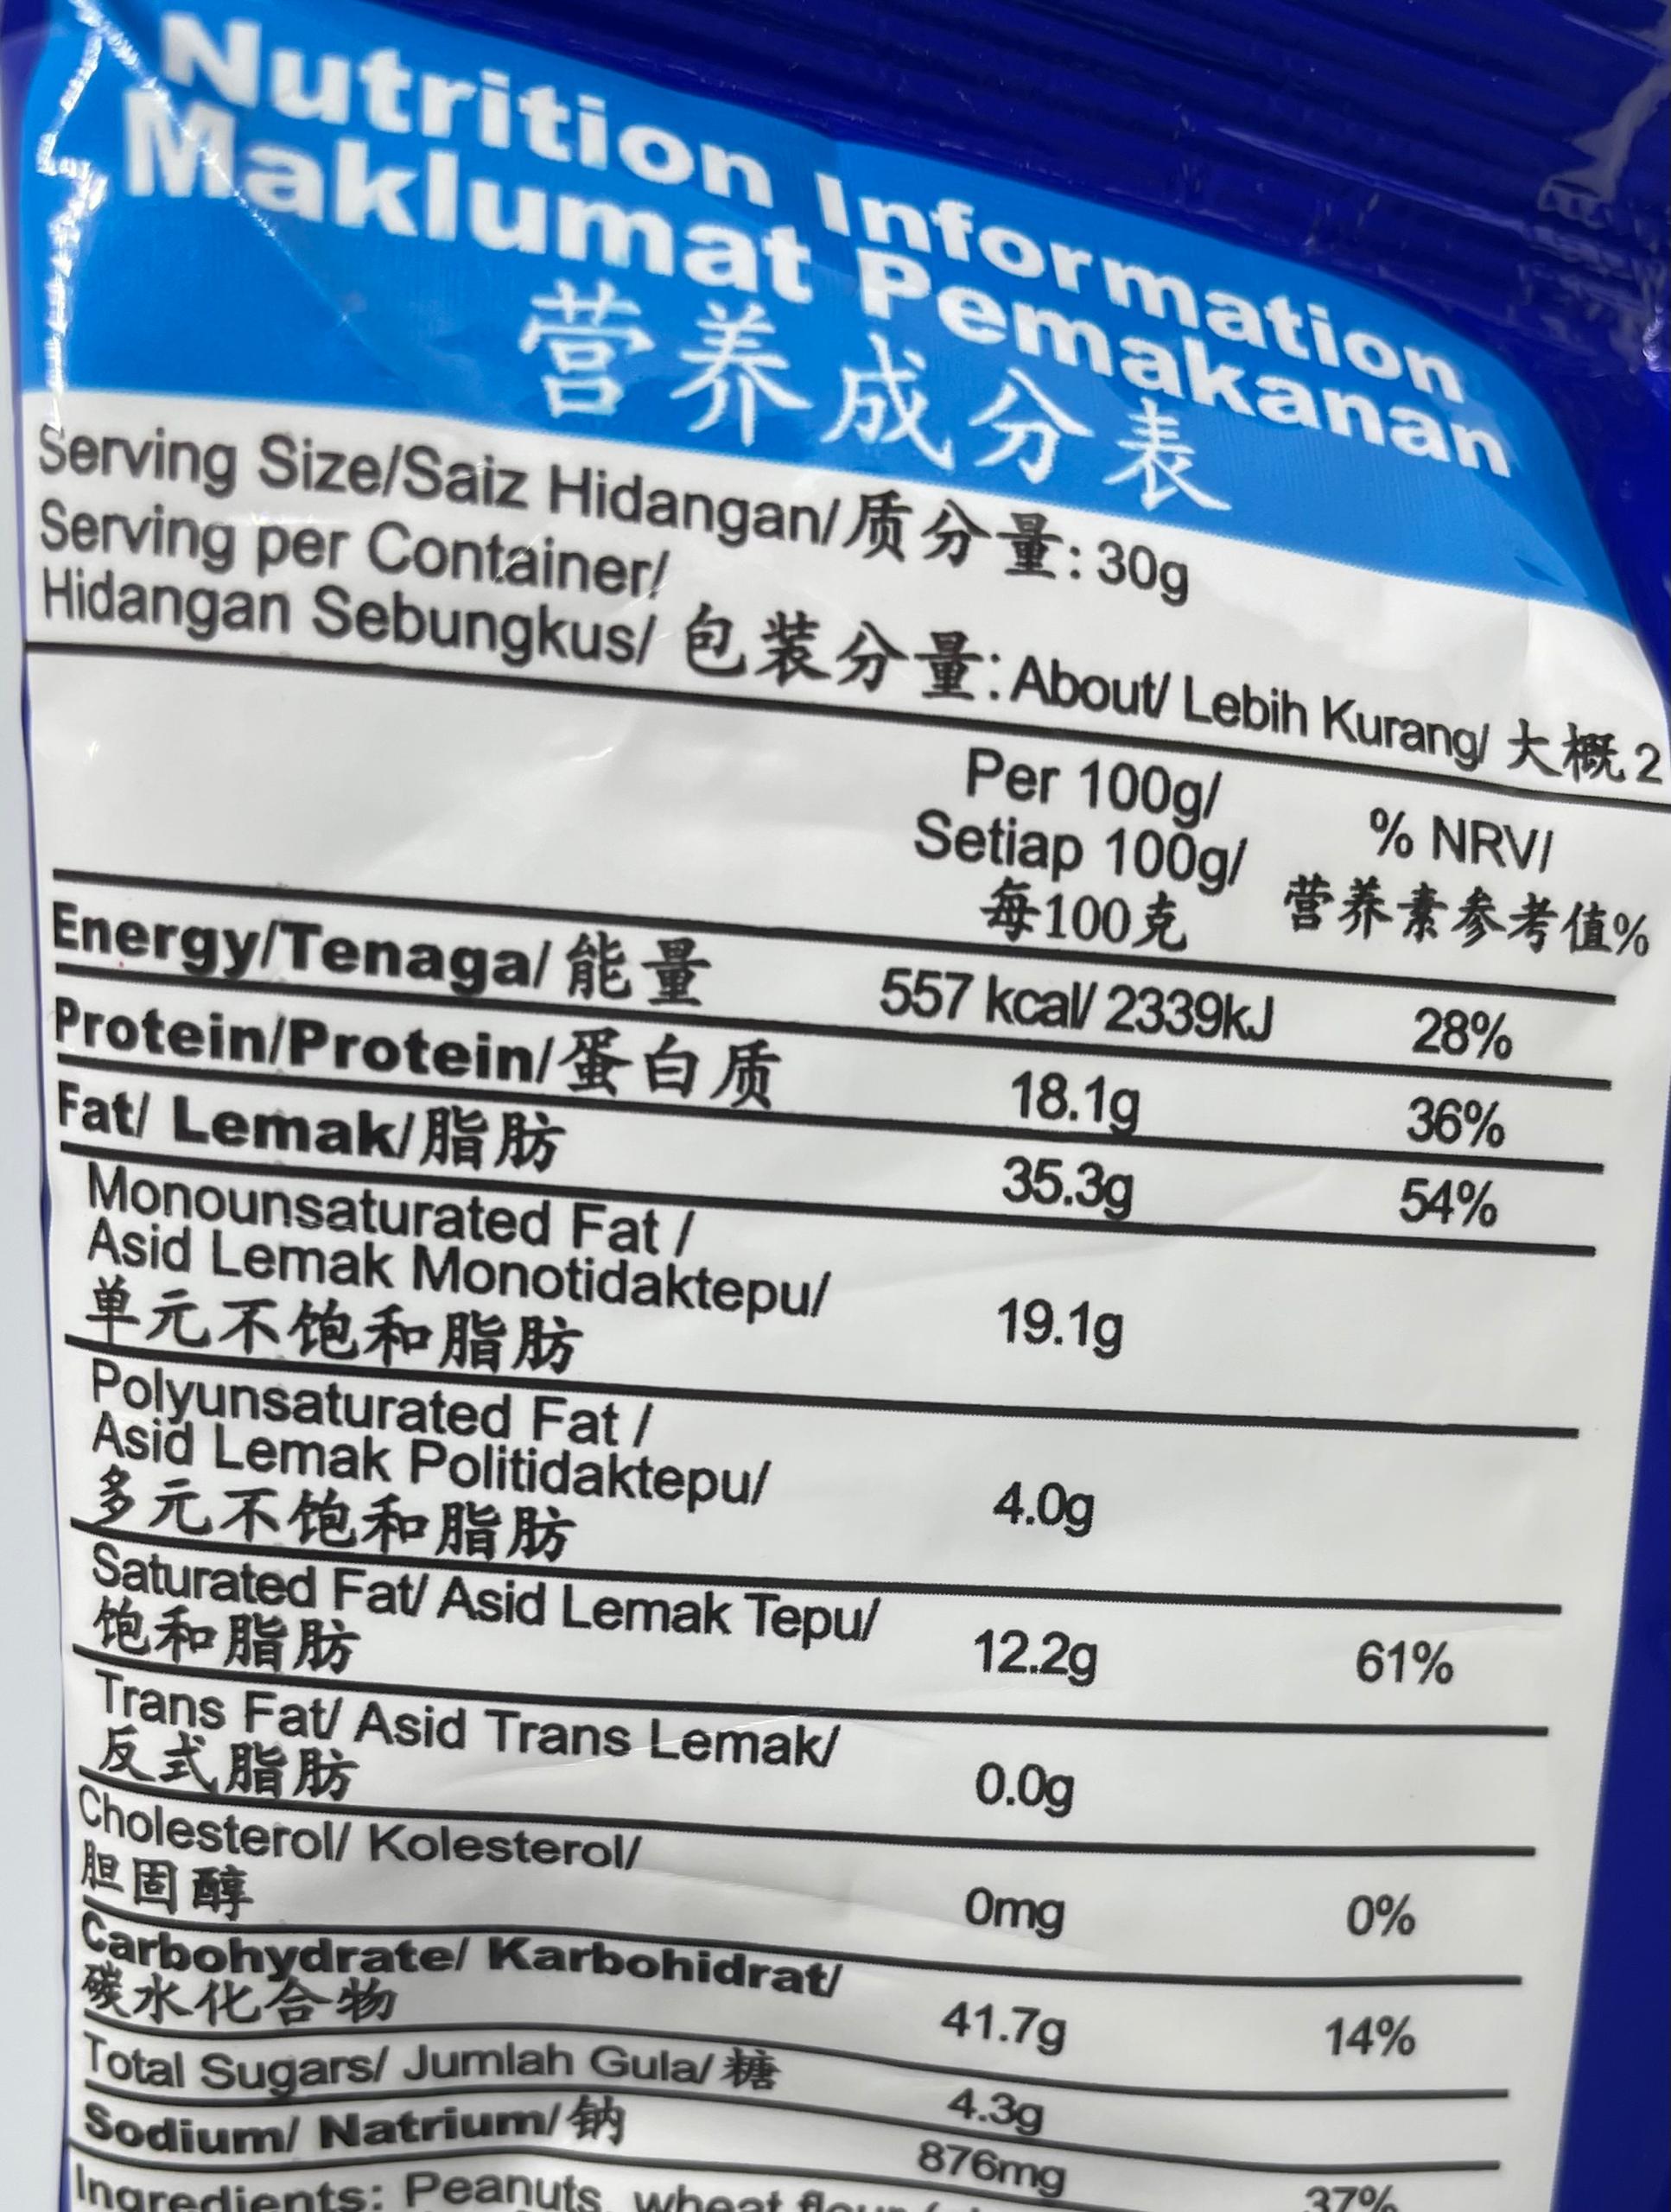 Nutrition Information
Maklumat Pemakanan
营养成分表
Serving Size/Saiz Hidangan/质分量: 30g
Serving per Container/
Hidangan Sebungkus/ 包装分量: About/ Lebih Kurang/ 大概 2
Per 100g/
Setiap 100g/
每100克
% NRV/
营养素参考值%
Energy/Tenaga/能量 557 kcal/ 2339kJ 28%
Protein/Protein/蛋白质 18.1g 36%
Fat/ Lemak/脂肪 35.3g 54%
Monounsaturated Fat /
Asid Lemak Monotidaktepu/
单元不饱和脂肪 19.1g
Polyunsaturated Fat /
Asid Lemak Politidaktepu/
多元不饱和脂肪 4.0g
Saturated Fat/ Asid Lemak Tepu/
饱和脂肪 12.2g 61%
Trans Fat/ Asid Trans Lemak/
反式脂肪 0.0g
Cholesterol/ Kolesterol/
胆固醇 0mg 0%
Carbohydrate/ Karbohidrat/
碳水化合物 41.7g 14%
Total Sugars/ Jumlah Gula/糖 4.3g
Sodium/ Natrium/钠 876mg 37%
Ingredients: Peanuts, wheat flour